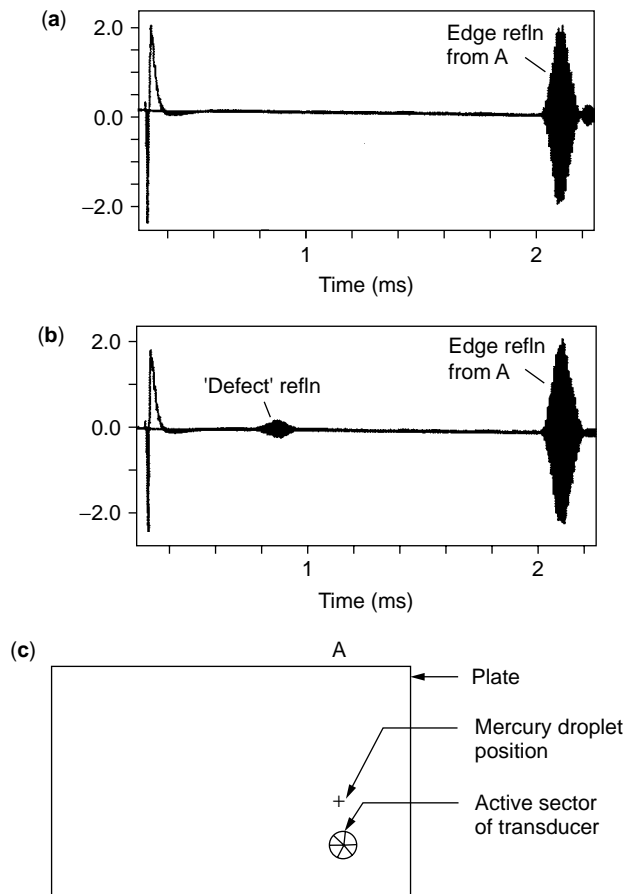 (a)
2.0
0.0
–2.0
Edge refln
from A
1
2
Time (ms)
(b)
2.0
0.0
–2.0
'Defect' refln
Edge refln
from A
1
2
Time (ms)
(c)
A
Plate
Mercury droplet
position
Active sector
of transducer